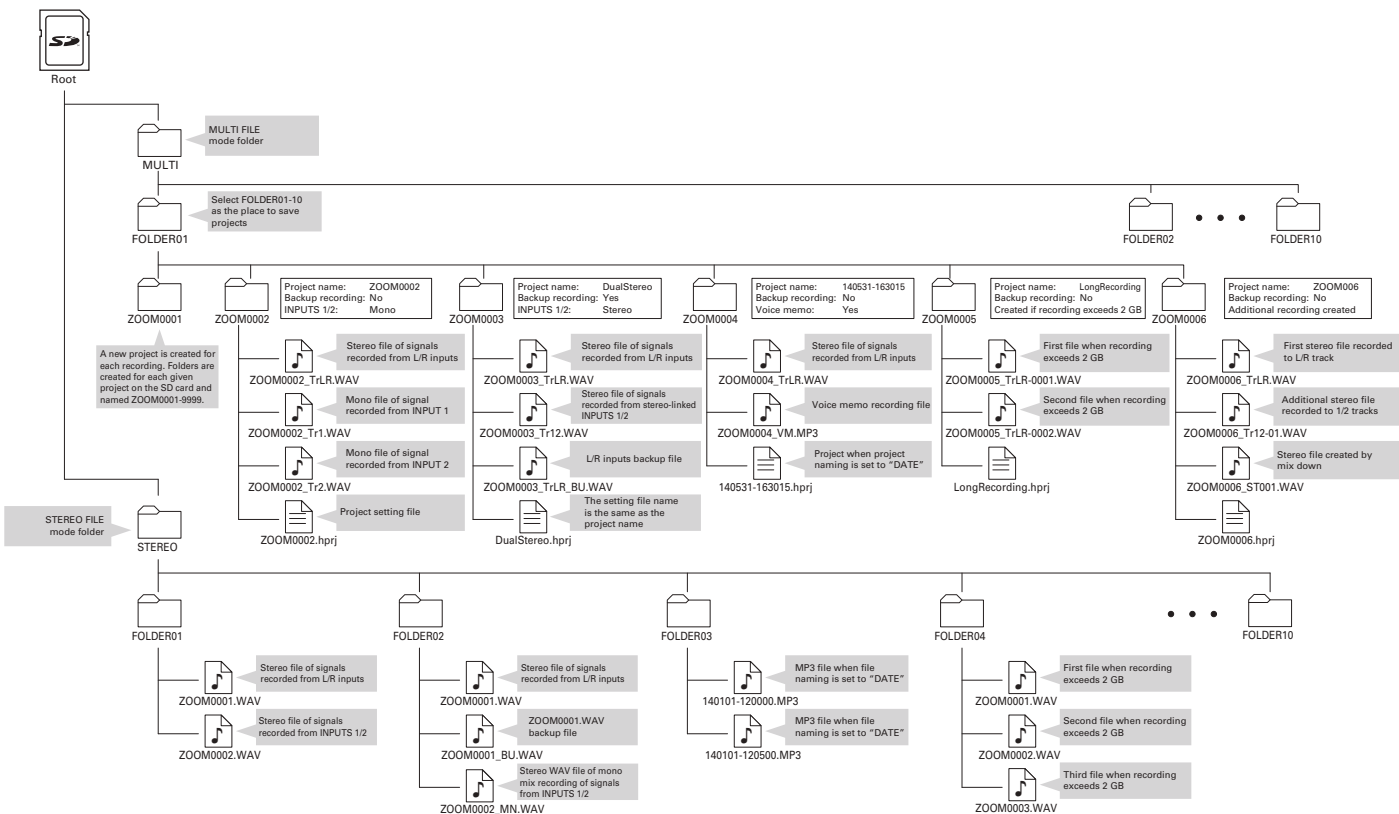 SD
Root
MULTI FILE
mode folder
MULTI
Select FOLDER01-10
as the place to save
projects
FOLDER01
FOLDER02
FOLDER10
ZOOM0001
A new project is created for
each recording. Folders are
created for each given
project on the SD card and
named ZOOM0001-9999.
ZOOM0002
Project name: ZOOM0002
Backup recording: No
INPUTS 1/2: Mono
Stereo file of signals
recorded from L/R inputs
ZOOM0002_TrLR.WAV
Mono file of signal
recorded from INPUT 1
ZOOM0002_Tr1.WAV
Mono file of signal
recorded from INPUT 2
ZOOM0002_Tr2.WAV
Project setting file
ZOOM0002.hprj
ZOOM0003
Project name: DualStereo
Backup recording: Yes
INPUTS 1/2: Stereo
Stereo file of signals
recorded from L/R inputs
ZOOM0003_TrLR.WAV
Stereo file of signals
recorded from stereo-linked
INPUTS 1/2
ZOOM0003_Tr12.WAV
L/R inputs backup file
ZOOM0003_TrLR_BU.WAV
The setting file name
is the same as the
project name
DualStereo.hprj
ZOOM0004
Project name: 140531-163015
Backup recording: No
Voice memo: Yes
Stereo file of signals
recorded from L/R inputs
ZOOM0004_TrLR.WAV
Voice memo recording file
ZOOM0004_VM.MP3
Project when project
naming is set to “DATE”
140531-163015.hprj
ZOOM0005
Project name: LongRecording
Backup recording: No
Created if recording exceeds 2 GB
First file when recording
exceeds 2 GB
ZOOM0005_TrLR-0001.WAV
Second file when recording
exceeds 2 GB
ZOOM0005_TrLR-0002.WAV
LongRecording.hprj
ZOOM0006
Project name: ZOOM006
Backup recording: No
Additional recording created
First stereo file recorded
to L/R track
ZOOM0006_TrLR.WAV
Additional stereo file
recorded to 1/2 tracks
ZOOM0006_Tr12-01.WAV
Stereo file created by
mix down
ZOOM0006_ST001.WAV
ZOOM0006.hprj
STEREO FILE
mode folder
STEREO
FOLDER01
Stereo file of signals
recorded from L/R inputs
ZOOM0001.WAV
Stereo file of signals
recorded from INPUTS 1/2
ZOOM0002.WAV
FOLDER02
Stereo file of signals
recorded from L/R inputs
ZOOM0001.WAV
ZOOM0001.WAV
backup file
ZOOM0001_BU.WAV
Stereo WAV file of mono
mix recording of signals
from INPUTS 1/2
ZOOM0002_MN.WAV
FOLDER03
MP3 file when file
naming is set to “DATE”
140101-120000.MP3
MP3 file when file
naming is set to “DATE”
140101-120500.MP3
FOLDER04
First file when recording
exceeds 2 GB
ZOOM0001.WAV
Second file when recording
exceeds 2 GB
ZOOM0002.WAV
Third file when recording
exceeds 2 GB
ZOOM0003.WAV
FOLDER10